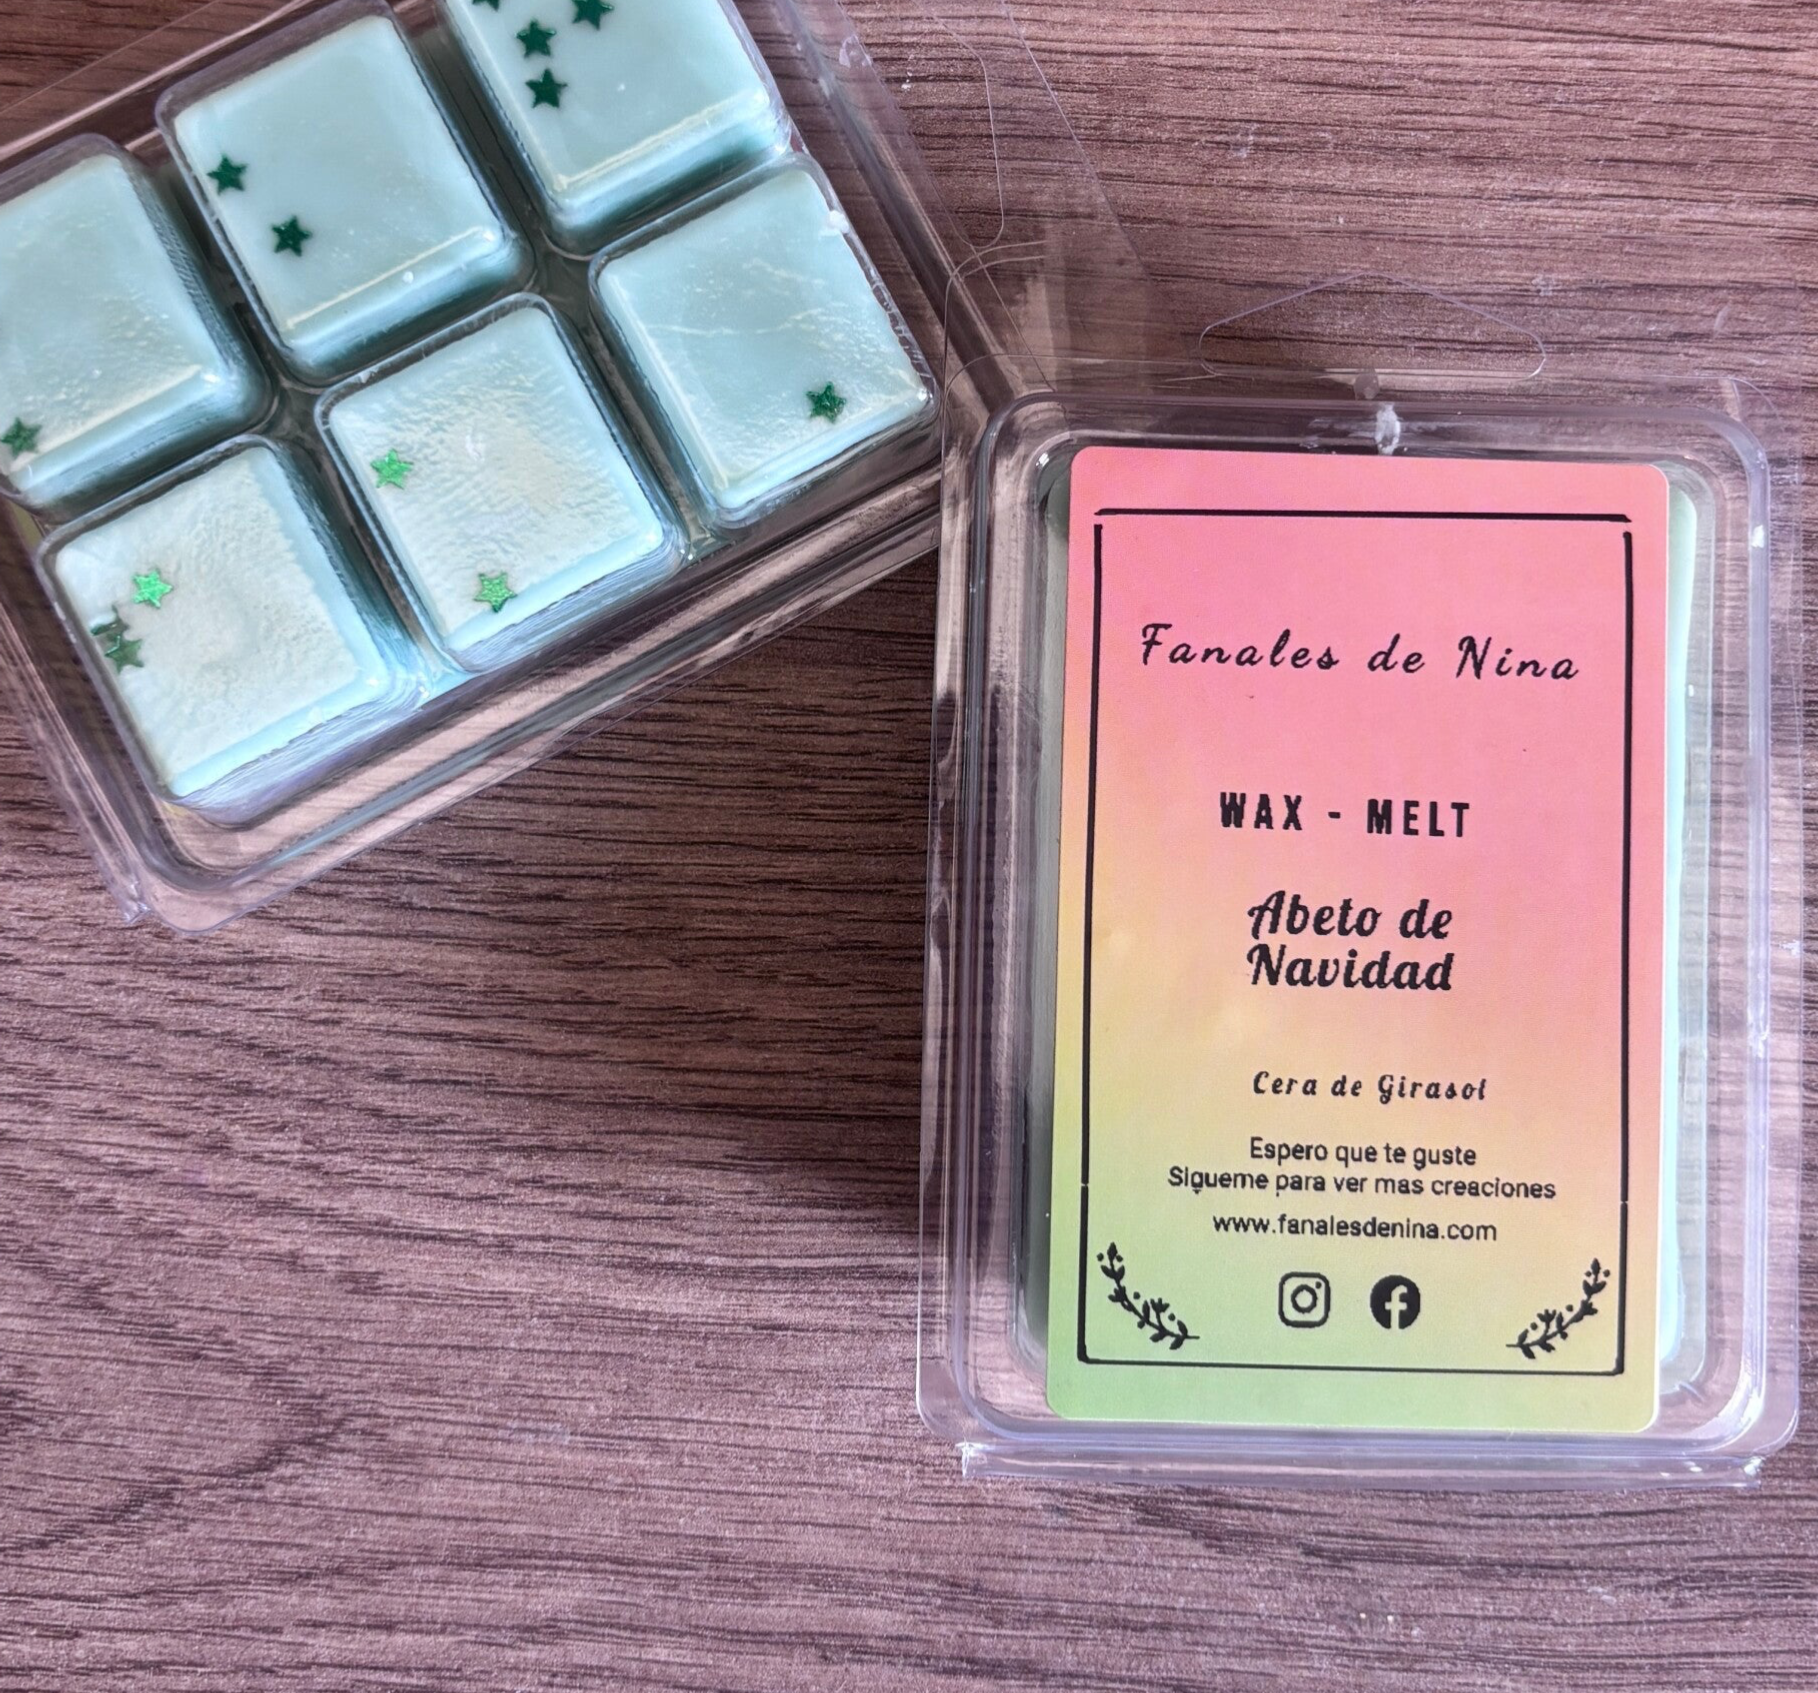 Fanales de Nina
WAX - MELT
Abeto de
Navidad
Cera de Girasol
Espero que te guste
Sigueme para ver mas creaciones
www.fanalesdenina.com